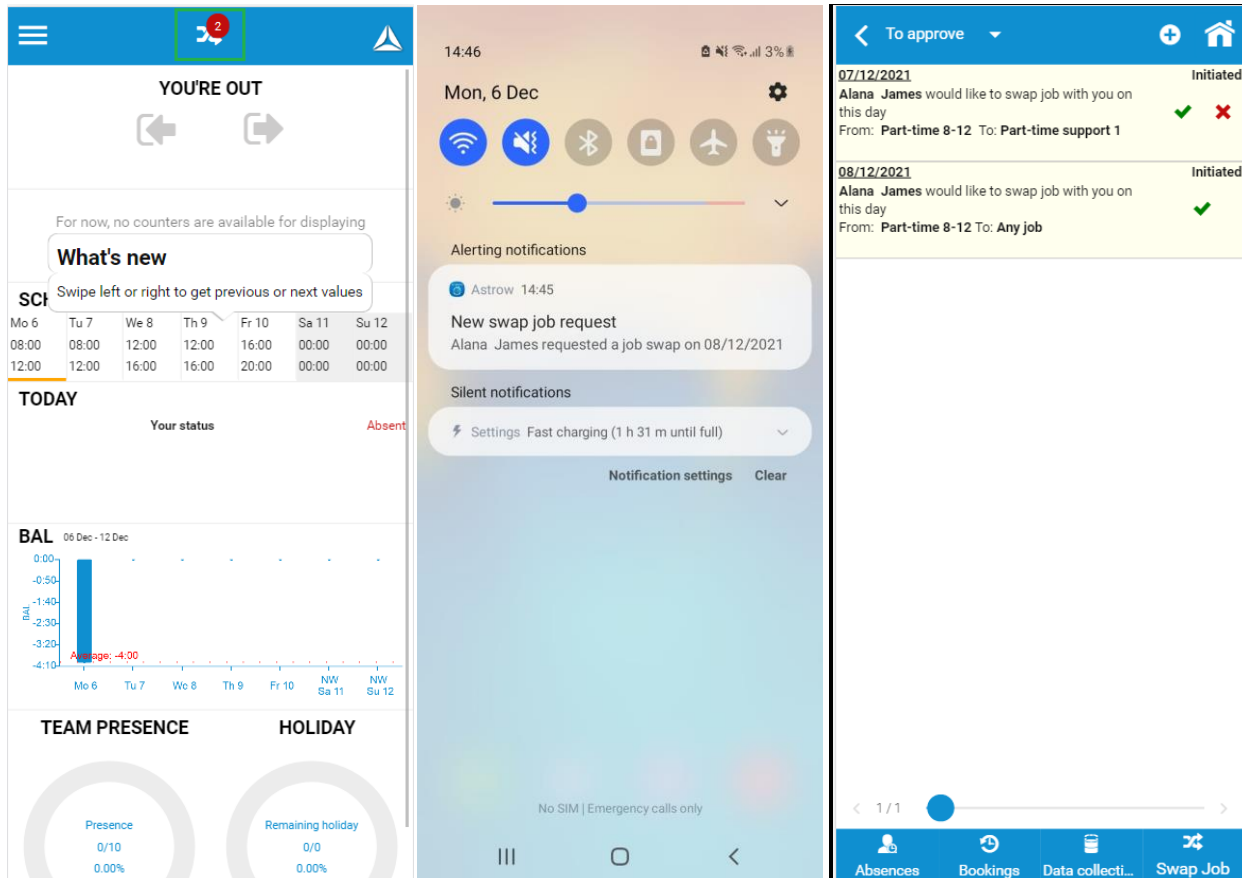 2
YOU'RE OUT
For now, no counters are available for displaying
What's new
Swipe left or right to get previous or next values
SCH
Mo 6 Tu 7 We 8 Th 9 Fr 10 Sa 11 Su 12
08:00 08:00 12:00 12:00 16:00 00:00 00:00
12:00 12:00 16:00 16:00 20:00 00:00 00:00
TODAY
Your status Absent
BAL 06 Dec - 12 Dec
0:00
-0:50
-1:40
-2:30
-3:20
-4:10
BAL
Average: -4:00
Mo 6 Tu 7 We 8 Th 9 Fr 10 NW Sa 11 NW Su 12
TEAM PRESENCE HOLIDAY
Presence
0/10
0.00%
Remaining holiday
0/0
0.00%
14:46 3%
Mon, 6 Dec
Alerting notifications
Astrow 14:45
New swap job request
Alana James requested a job swap on 08/12/2021
Silent notifications
Settings Fast charging (1 h 31 m until full)
Notification settings Clear
No SIM | Emergency calls only
To approve
07/12/2021 Initiated
Alana James would like to swap job with you on
this day
From: Part-time 8-12 To: Part-time support 1
08/12/2021 Initiated
Alana James would like to swap job with you on
this day
From: Part-time 8-12 To: Any job
1/1
Absences Bookings Data collecti... Swap Job